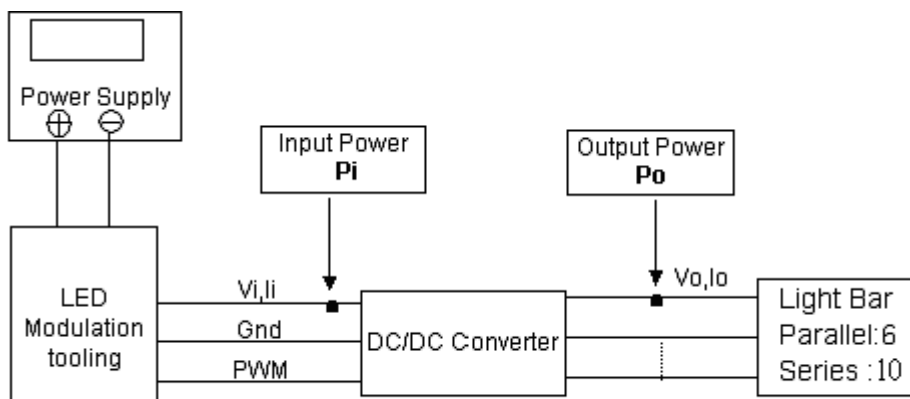 Power Supply
Input Power
Pi
Output Power
Po
LED
Modulation
tooling
Vi,Ii
Gnd
PWM
DC/DC Converter
Vo,Io
Light Bar
Parallel:6
Series :10